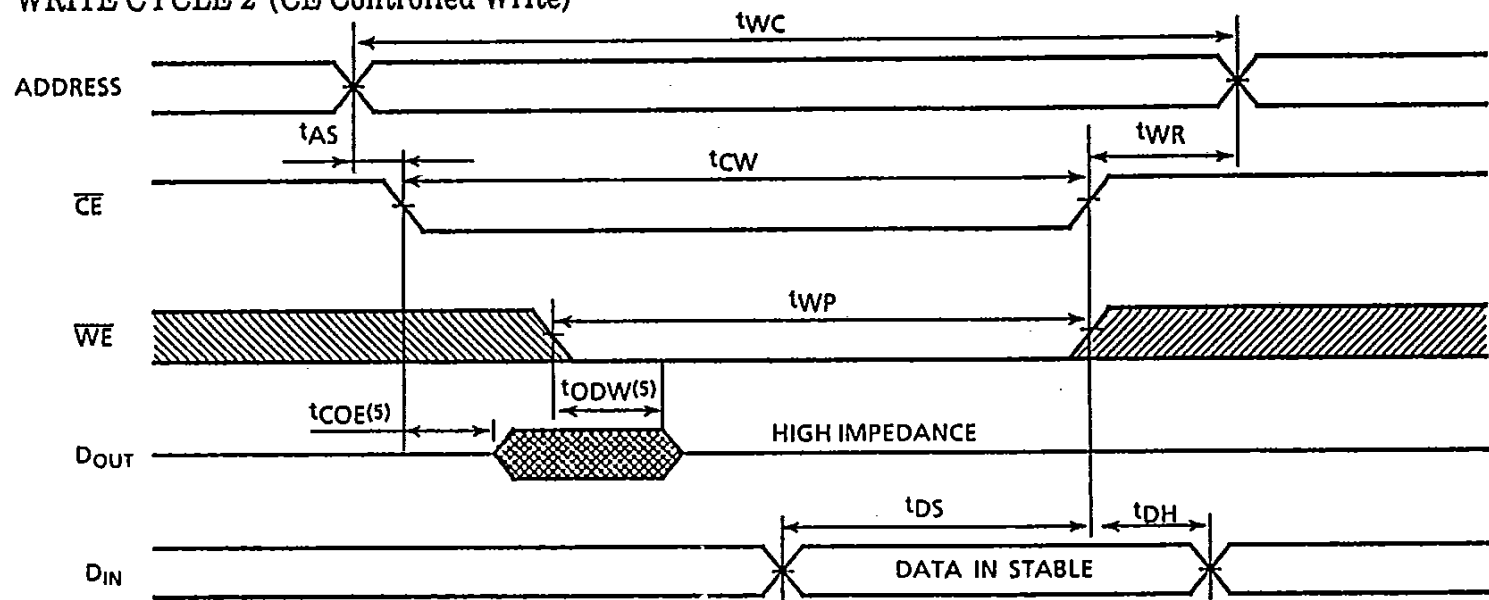 WRITE CYCLE 2 (CE Controlled Write)
tWC
ADDRESS
tAS
tCW
tWR
CE
tWP
WE
tODW(5)
tCOE(5)
HIGH IMPEDANCE
DOUT
tDS
tDH
DIN
DATA IN STABLE